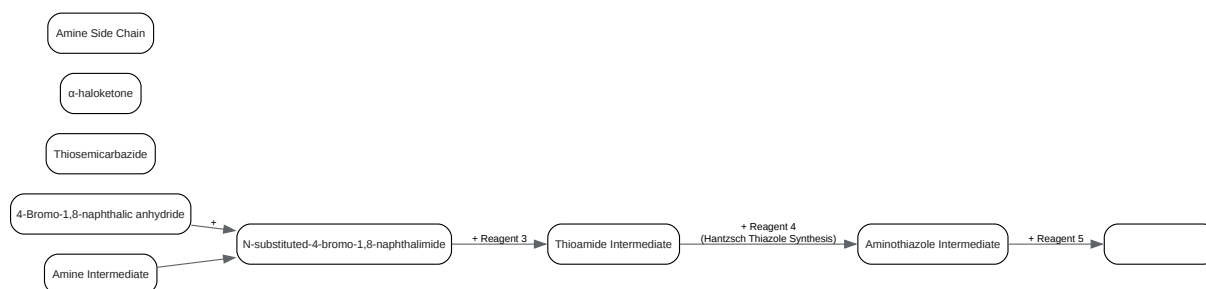 Amine Side Chain
α-haloketone
Thiosemicarbazide
4-Bromo-1,8-naphthalic anhydride
+
Amine Intermediate
N-substituted-4-bromo-1,8-naphthalimide
+ Reagent 3
Thioamide Intermediate
+ Reagent 4
(Hantzsch Thiazole Synthesis)
Aminothiazole Intermediate
+ Reagent 5